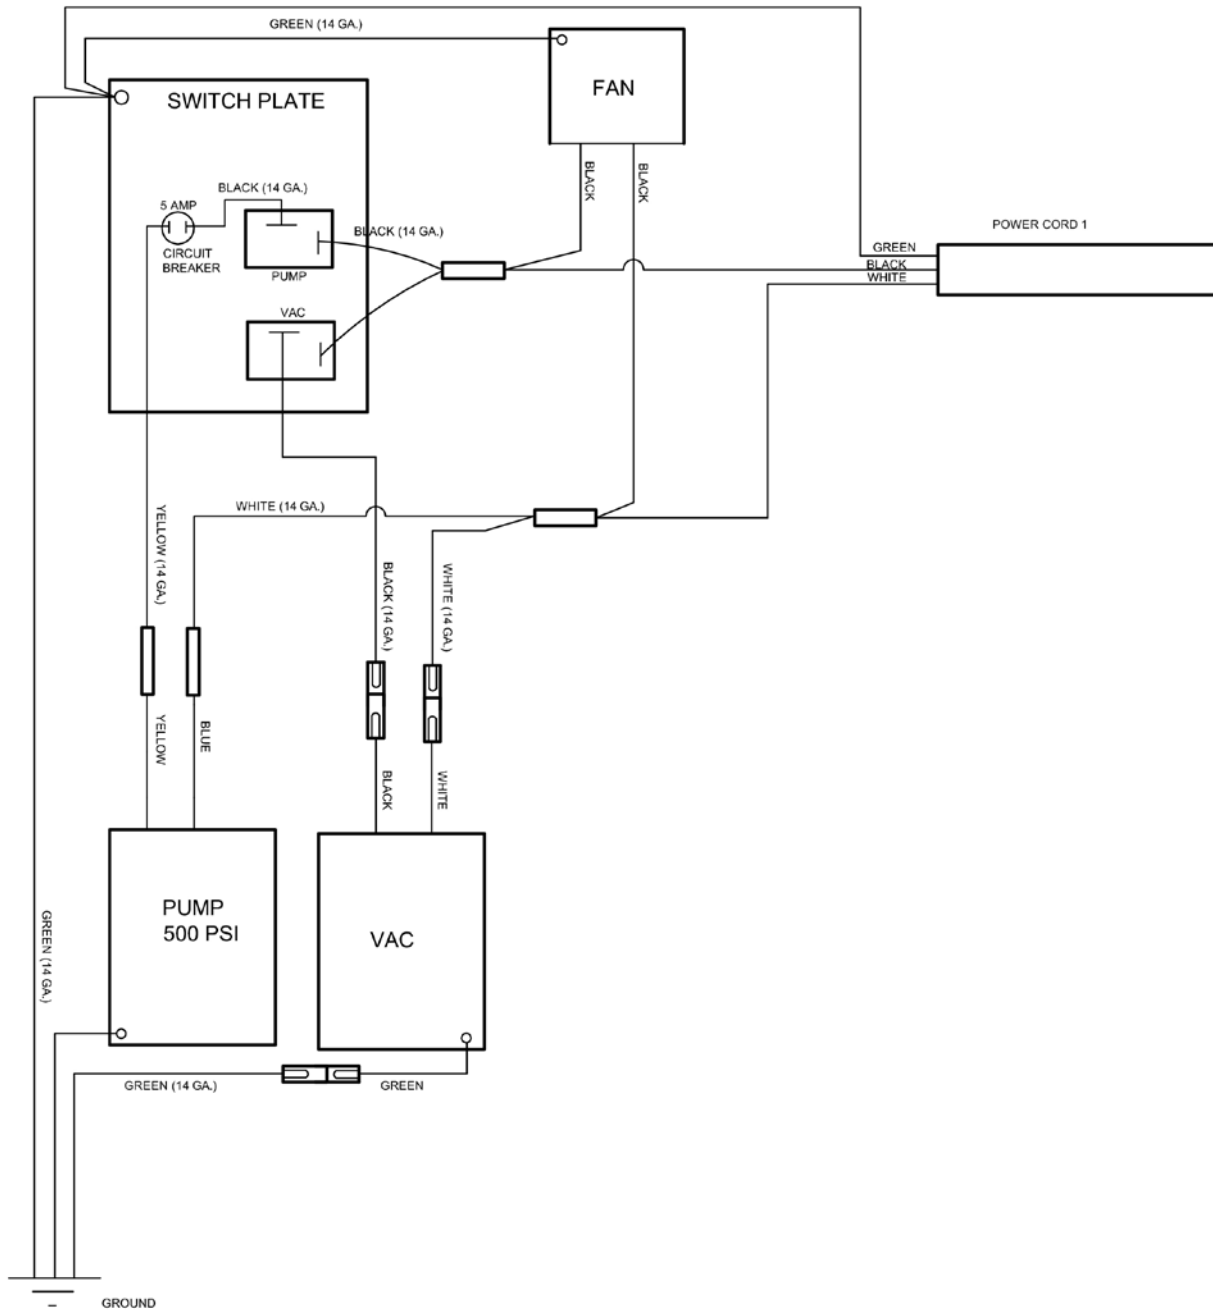 GREEN (14 GA.)
SWITCH PLATE
FAN
BLACK (14 GA.)
5 AMP
CIRCUIT
BREAKER
PUMP
BLACK (14 GA.)
VAC
BLACK
BLACK
POWER CORD 1
GREEN
BLACK
WHITE
WHITE (14 GA.)
YELLOW (14 GA.)
BLACK (14 GA.)
WHITE (14 GA.)
YELLOW
BLUE
BLACK
WHITE
PUMP
500 PSI
VAC
GREEN (14 GA.)
GREEN (14 GA.)
GREEN
GROUND